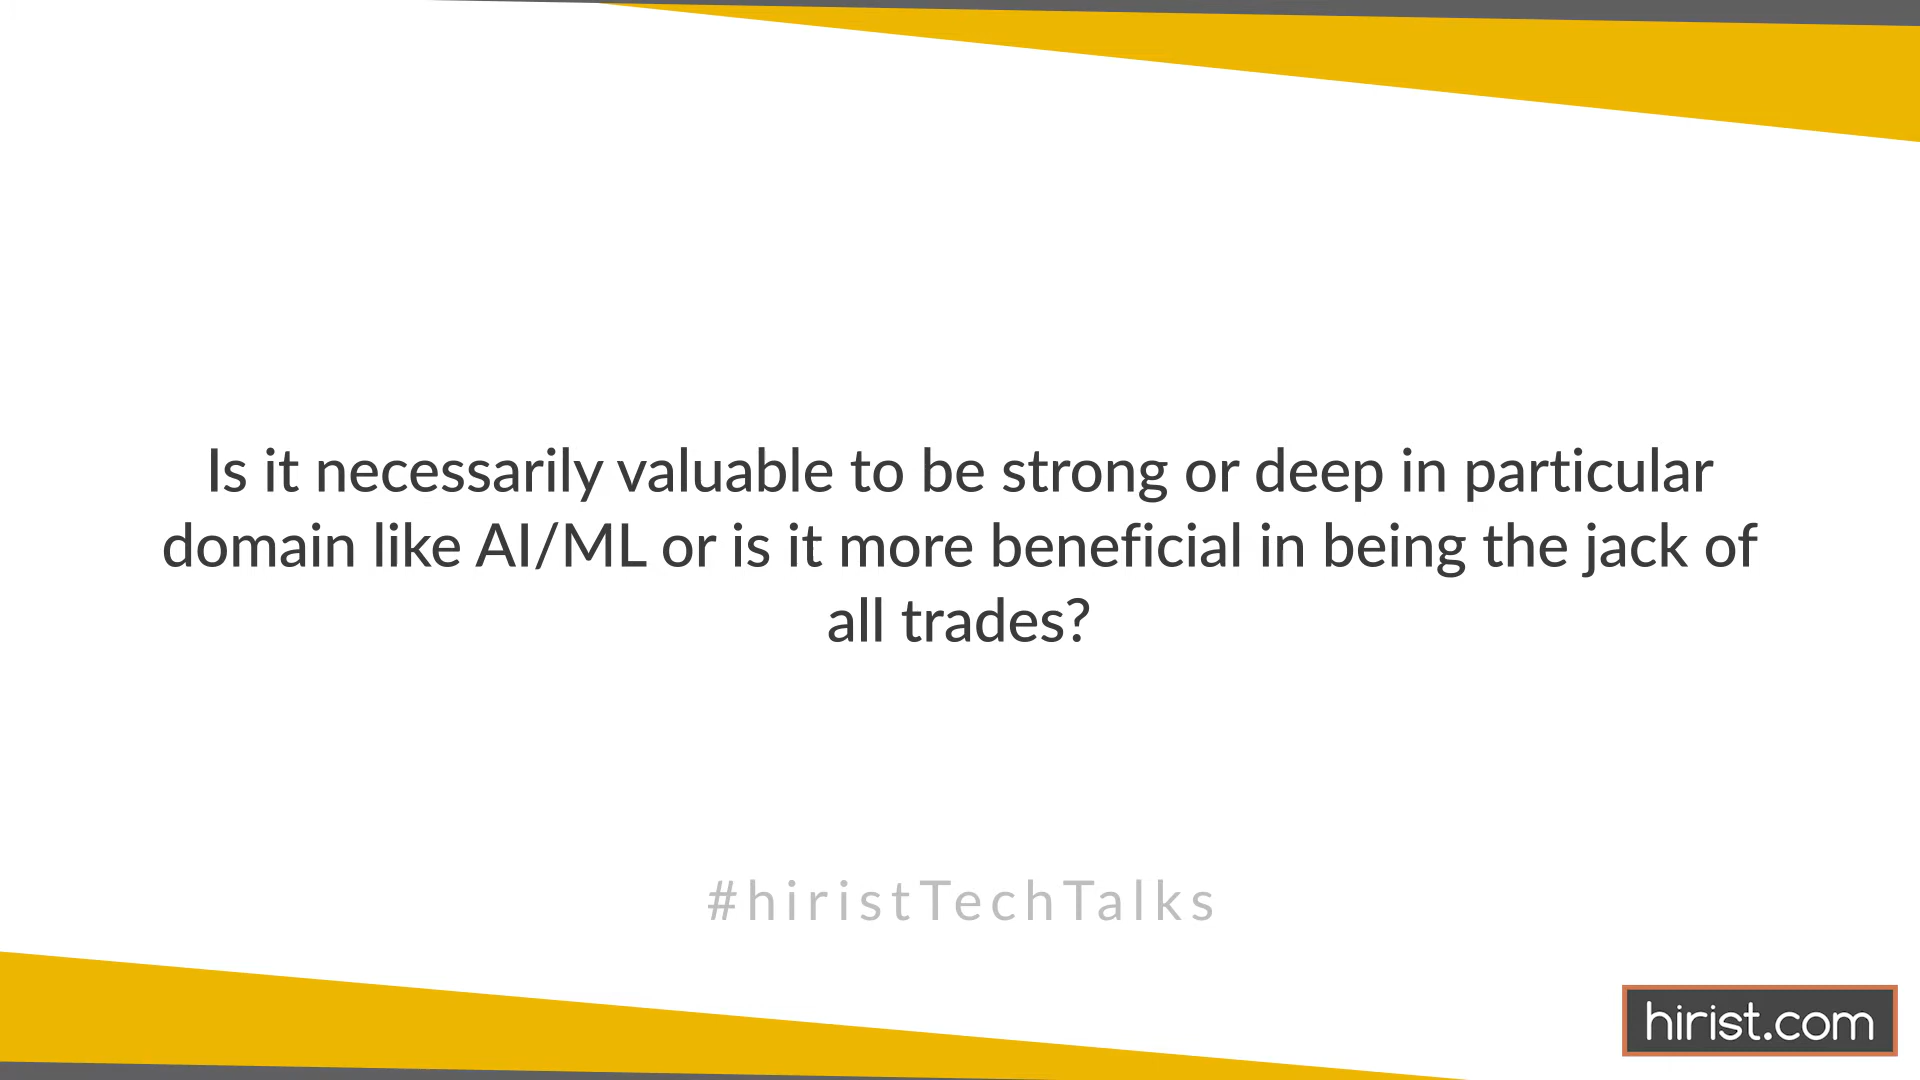 Is it necessarily valuable to be strong or deep in particular
domain like AI/ML or is it more beneficial in being the jack of
all trades?
#hiristTechTalks
hirist.com